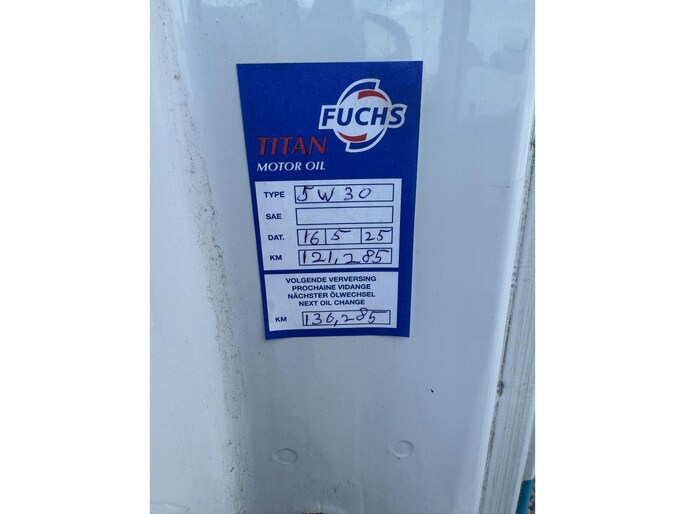 FUCHS
TITAN
MOTOR OIL
TYPE 5W30
SAE
DAT. 16 5 25
KM 121,285
VOLGENDE VERVERSING
PROCHAINE VIDANGE
NÄCHSTER ÖLWECHSEL
NEXT OIL CHANGE
KM 136,285